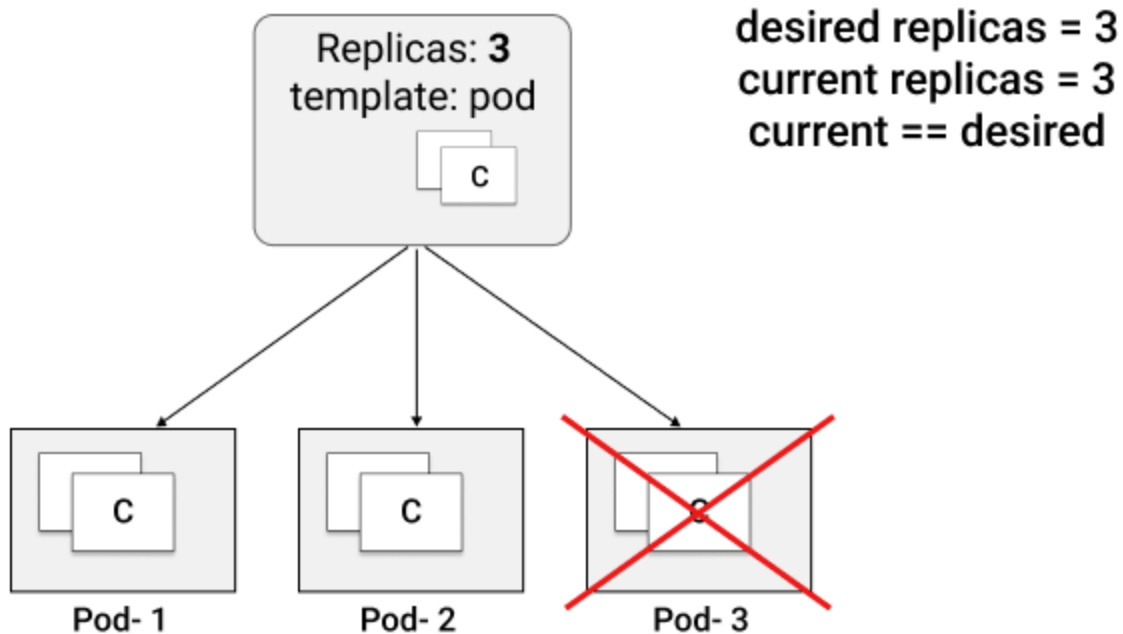 Replicas: 3
template: pod
C
desired replicas = 3
current replicas = 3
current == desired
C
C
C
Pod- 1
Pod- 2
Pod- 3